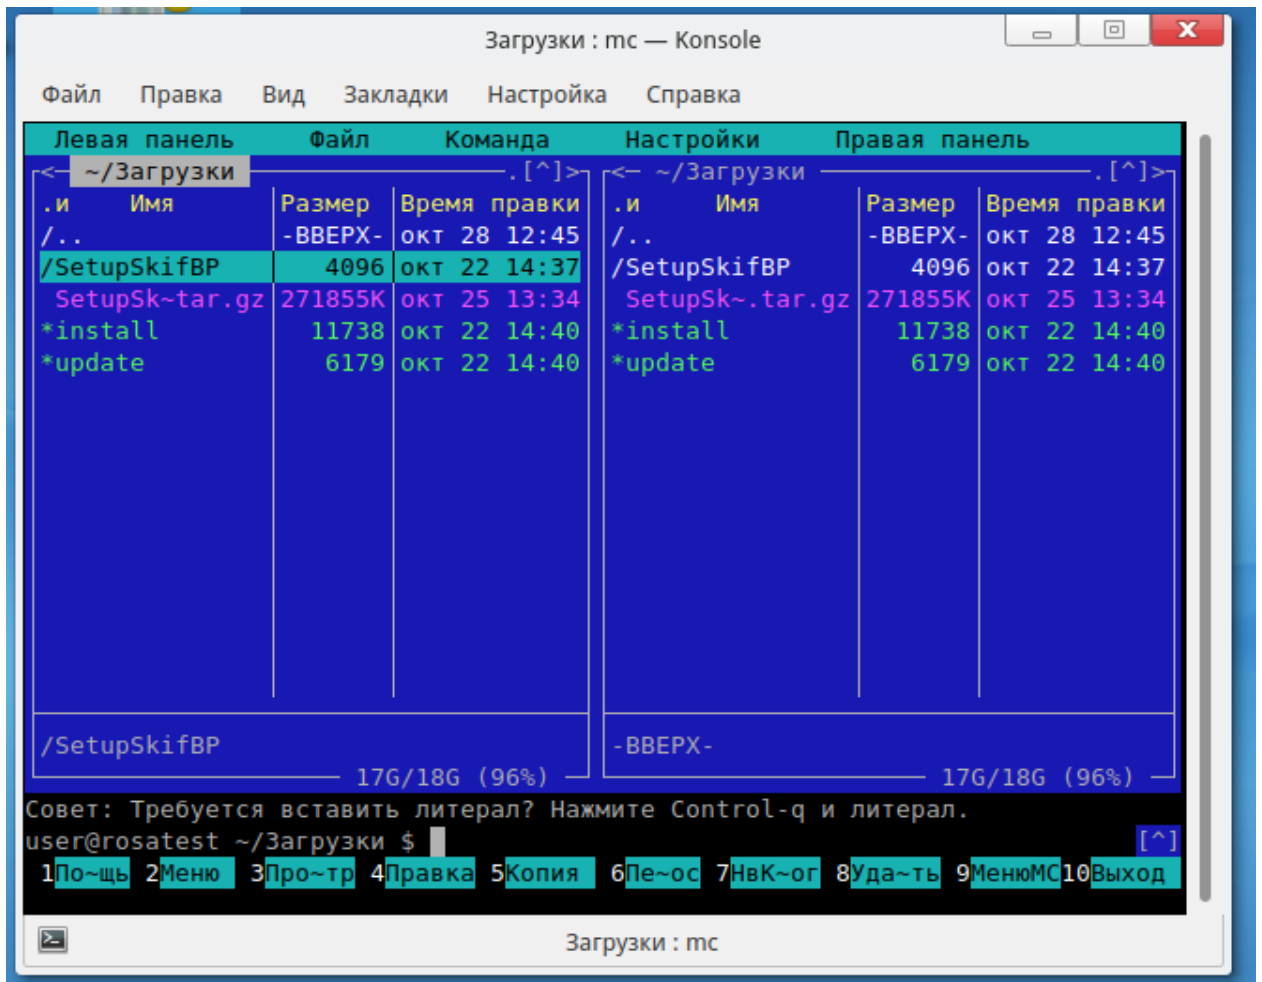 Загрузки : mc — Konsole
Файл Правка Вид Закладки Настройка Справка
Левая панель Файл Команда Настройки Правая панель
<— ~/Загрузки .[^]> <— ~/Загрузки .[^]>
.и Имя Размер Время правки .и Имя Размер Время правки
/.. -ВВЕРХ- окт 28 12:45 /.. -ВВЕРХ- окт 28 12:45
/SetupSkifBP 4096 окт 22 14:37 /SetupSkifBP 4096 окт 22 14:37
SetupSk~tar.gz 271855K окт 25 13:34 SetupSk~.tar.gz 271855K окт 25 13:34
*install 11738 окт 22 14:40 *install 11738 окт 22 14:40
*update 6179 окт 22 14:40 *update 6179 окт 22 14:40
/SetupSkifBP -ВВЕРХ-
17G/18G (96%) 17G/18G (96%)
Совет: Требуется вставить литерал? Нажмите Control-q и литерал.
user@rosatest ~/Загрузки $ [^]
1По~щь 2Меню 3Про~тр 4Правка 5Копия 6Пе~ос 7НвК~ог 8Уда~ть 9МенюМС10Выход
Загрузки : mc